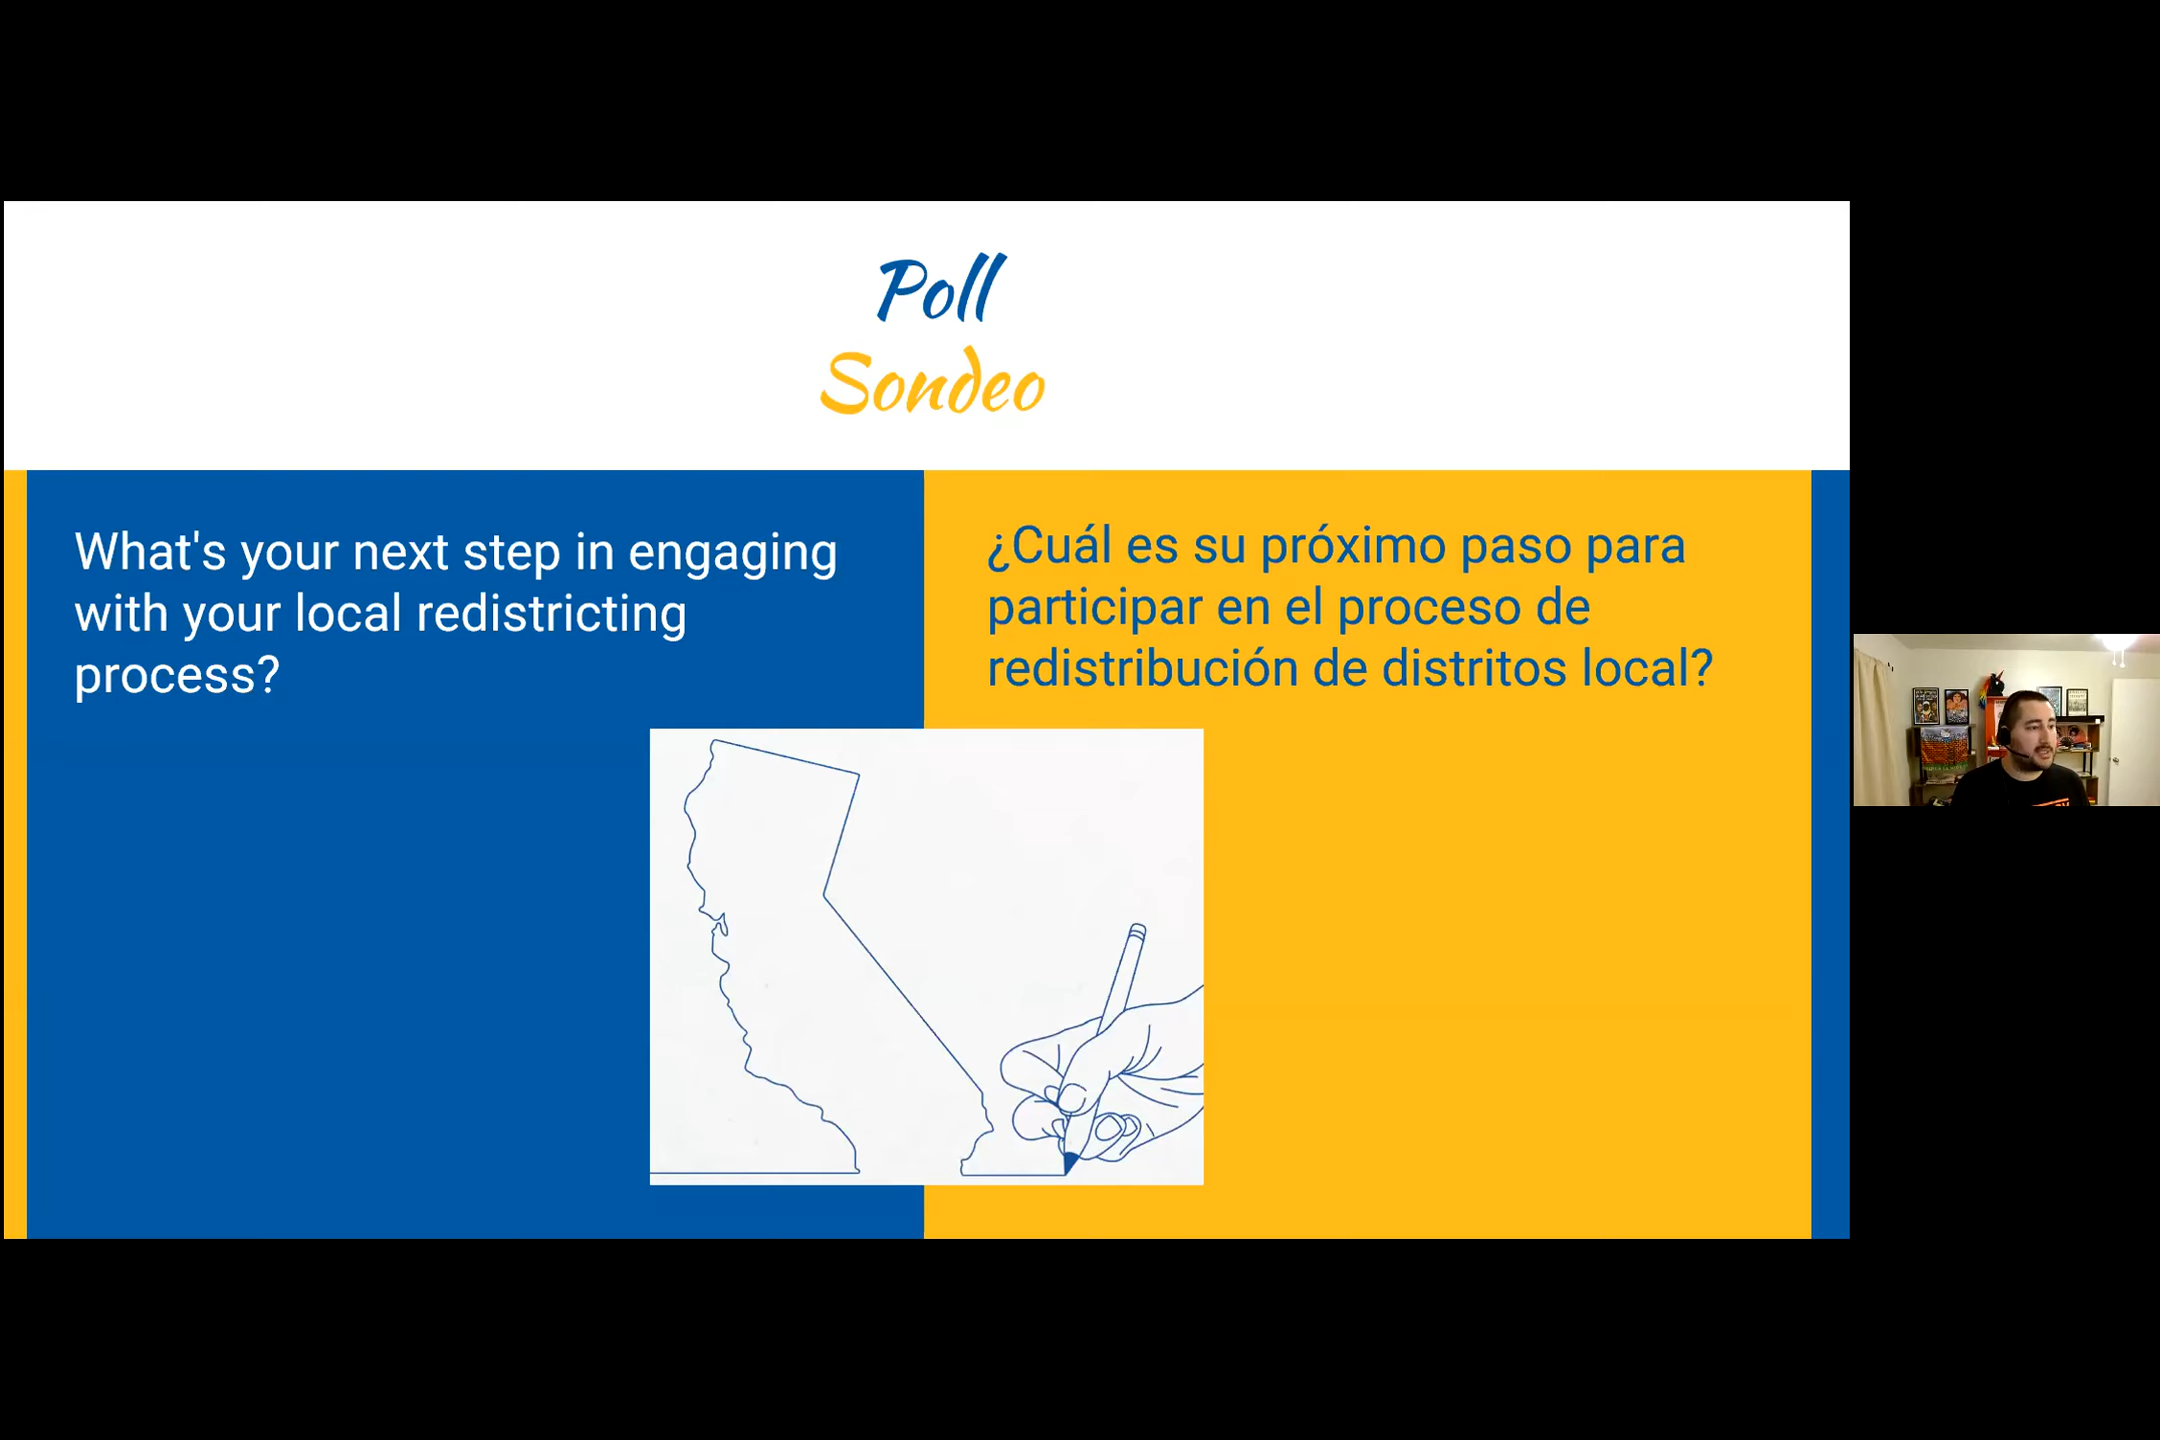 Poll
Sondeo
What's your next step in engaging
with your local redistricting
process?
¿Cuál es su próximo paso para
participar en el proceso de
redistribución de distritos local?